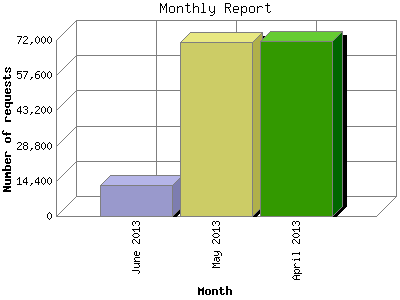 Monthly Report
72,000
57,600
43,200
28,800
14,400
0
Number of requests
June 2013
May 2013
April 2013
Month